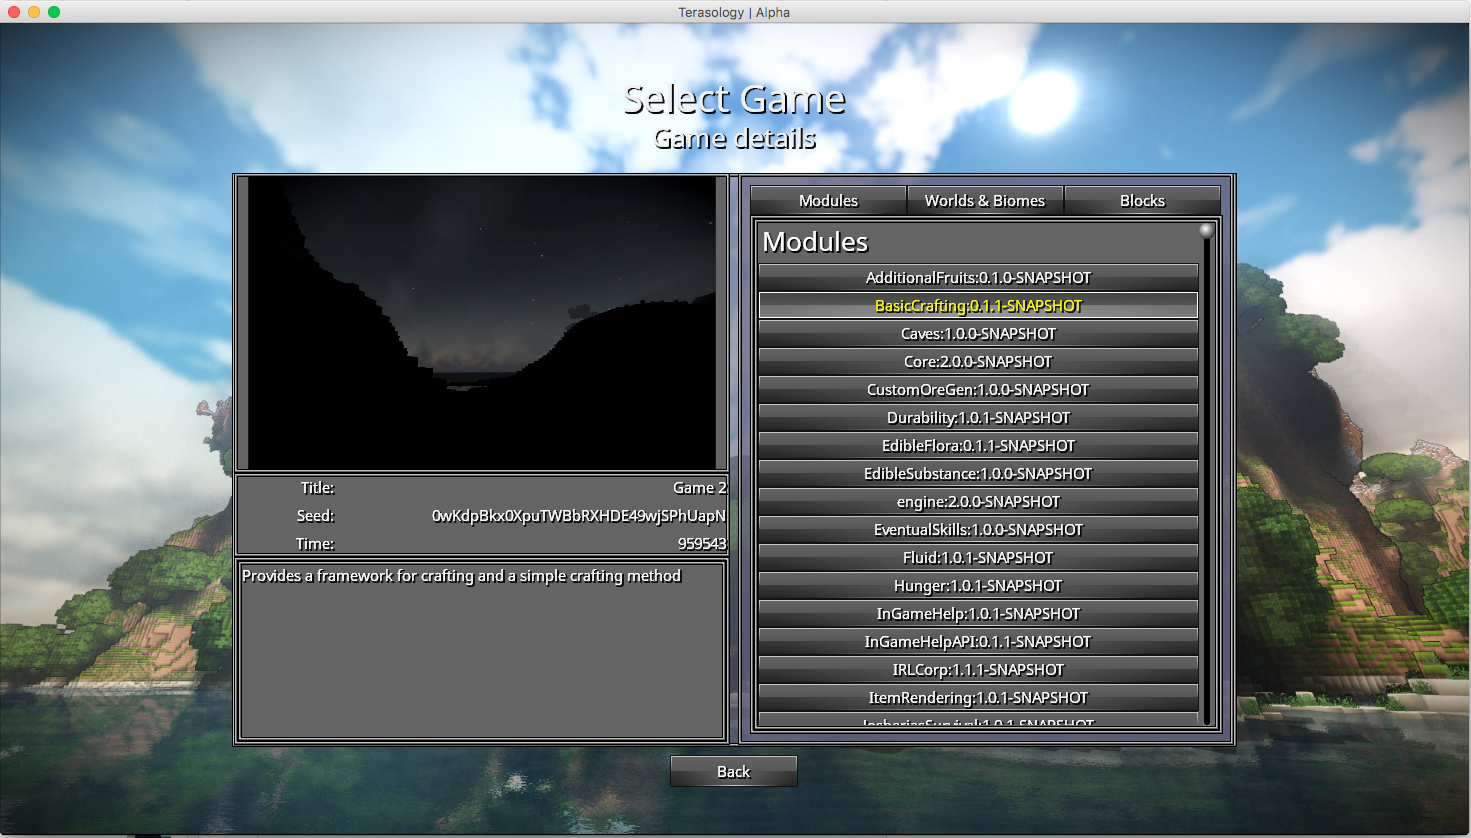 Terasology | Alpha
Select Game
Game details
Title: Game 2
Seed: 0wKdpBkx0XpuTWBbRXHDE49wjSPhUapN
Time: 959543
Provides a framework for crafting and a simple crafting method
Modules Worlds & Biomes Blocks
Modules
AdditionalFruits:0.1.0-SNAPSHOT
BasicCrafting:0.1.1-SNAPSHOT
Caves:1.0.0-SNAPSHOT
Core:2.0.0-SNAPSHOT
CustomOreGen:1.0.0-SNAPSHOT
Durability:1.0.1-SNAPSHOT
EdibleFlora:0.1.1-SNAPSHOT
EdibleSubstance:1.0.0-SNAPSHOT
engine:2.0.0-SNAPSHOT
EventualSkills:1.0.0-SNAPSHOT
Fluid:1.0.1-SNAPSHOT
Hunger:1.0.1-SNAPSHOT
InGameHelp:1.0.1-SNAPSHOT
InGameHelpAPI:0.1.1-SNAPSHOT
IRLCorp:1.1.1-SNAPSHOT
ItemRendering:1.0.1-SNAPSHOT
JoshariasSurvival:1.0.1-SNAPSHOT
Back